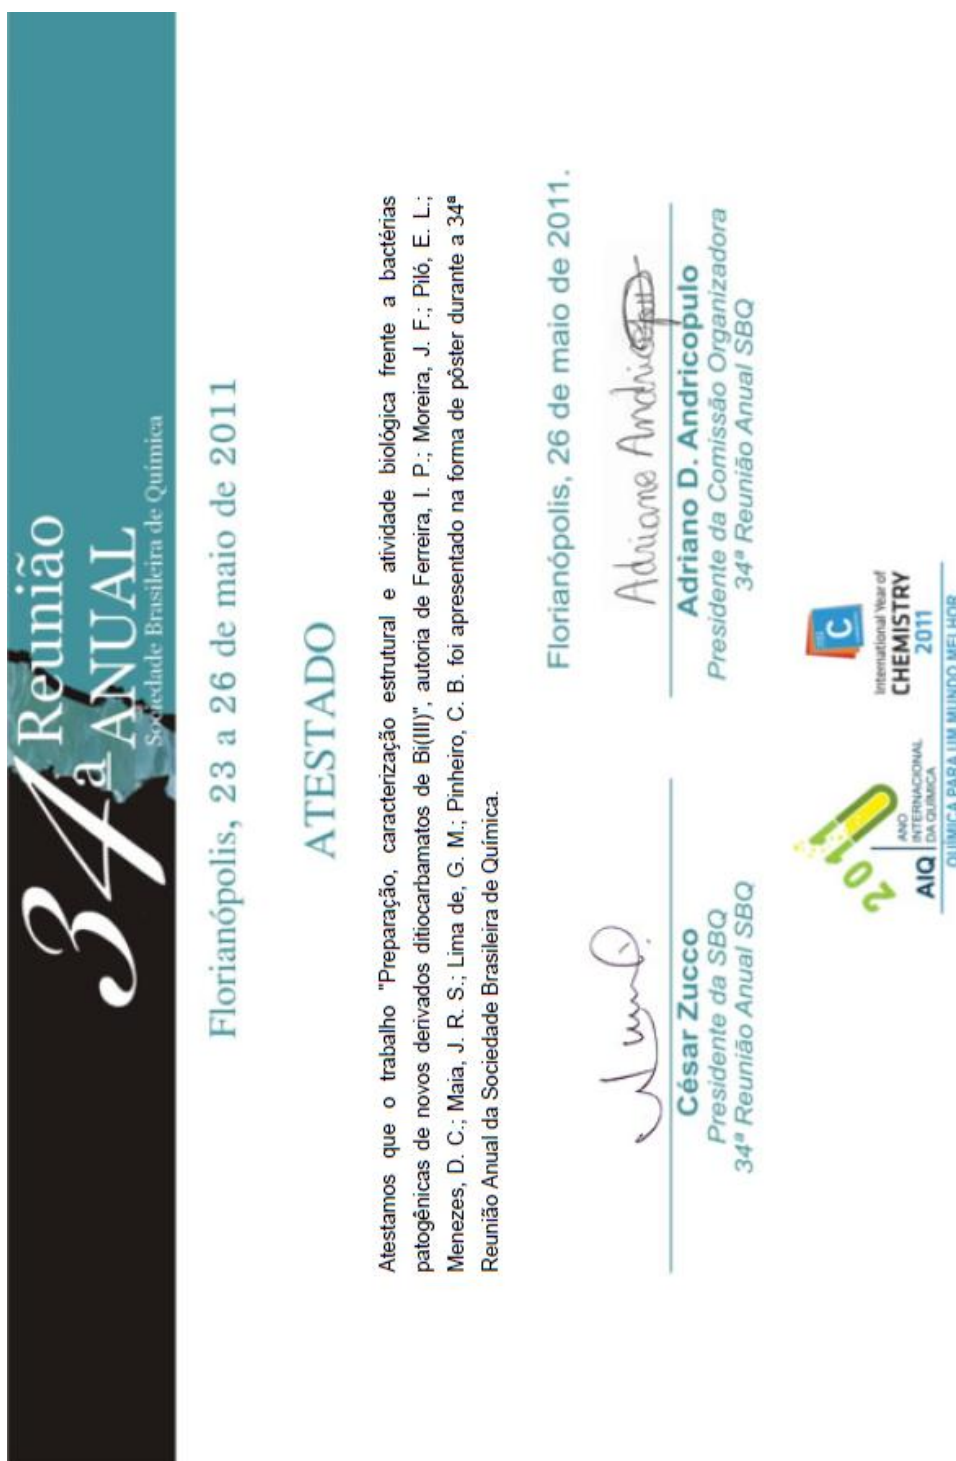 34ª Reunião
ANUAL
Sociedade Brasileira de Química
Florianópolis, 23 a 26 de maio de 2011
ATESTADO
Atestamos que o trabalho "Preparação, caracterização estrutural e atividade biológica frente a bactérias
patogênicas de novos derivados ditiocarbamatos de Bi(III)", autoria de Ferreira, I. P.; Moreira, J. F.; Piló, E. L.;
Menezes, D. C.; Maia, J. R. S.; Lima de, G. M.; Pinheiro, C. B. foi apresentado na forma de pôster durante a 34ª
Reunião Anual da Sociedade Brasileira de Química.
Florianópolis, 26 de maio de 2011.
César Zucco
Presidente da SBQ
34ª Reunião Anual SBQ
Adriano D. Andricopulo
Presidente da Comissão Organizadora
34ª Reunião Anual SBQ
2011
AIQ
ANO
INTERNACIONAL
DA QUÍMICA
C
International Year of
CHEMISTRY
2011
QUÍMICA PARA UM MUNDO MELHOR